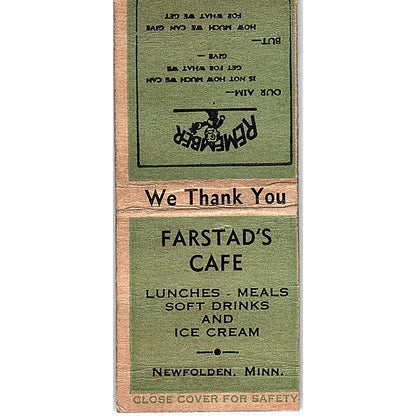 REMEMBER
OUR AIM—
IS NOT HOW MUCH WE CAN
GET FOR WHAT WE
GIVE —
BUT—
HOW MUCH WE CAN GIVE
FOR WHAT WE GET
We Thank You
FARSTAD'S
CAFE
LUNCHES - MEALS
SOFT DRINKS
AND
ICE CREAM
NEWFOLDEN, MINN.
CLOSE COVER FOR SAFETY